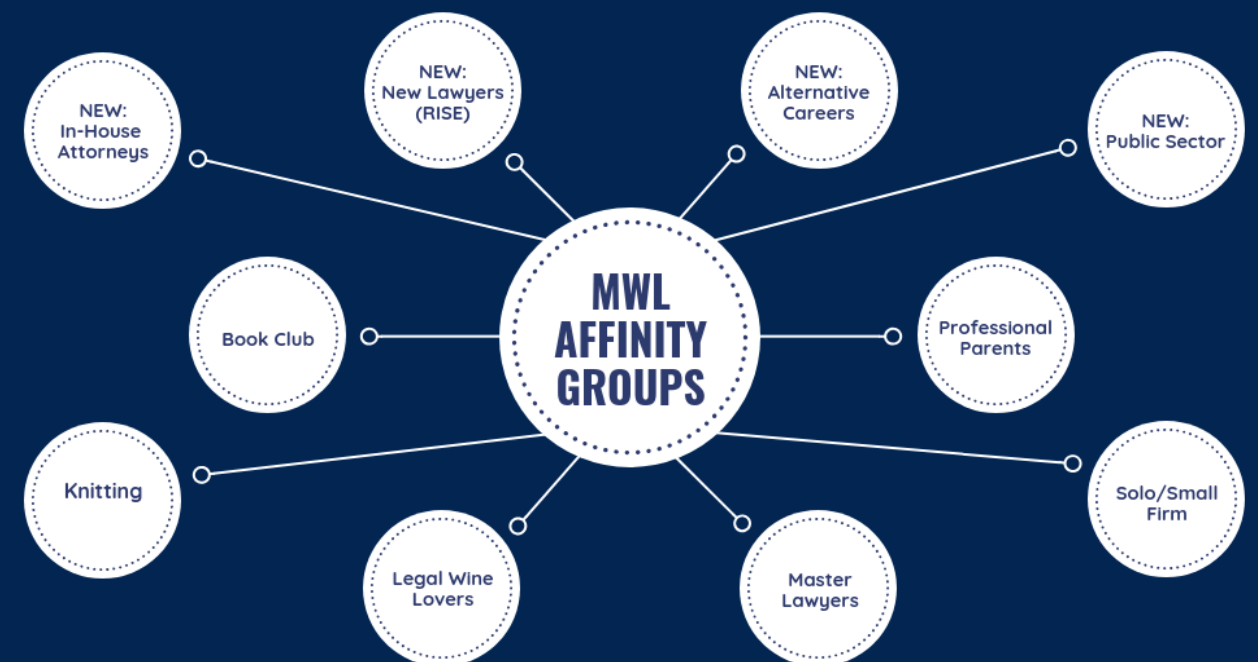 NEW:
New Lawyers
(RISE)
NEW:
Alternative
Careers
NEW:
In-House
Attorneys
NEW:
Public Sector
MWL
AFFINITY
GROUPS
Book Club
Professional
Parents
Knitting
Solo/Small
Firm
Legal Wine
Lovers
Master
Lawyers